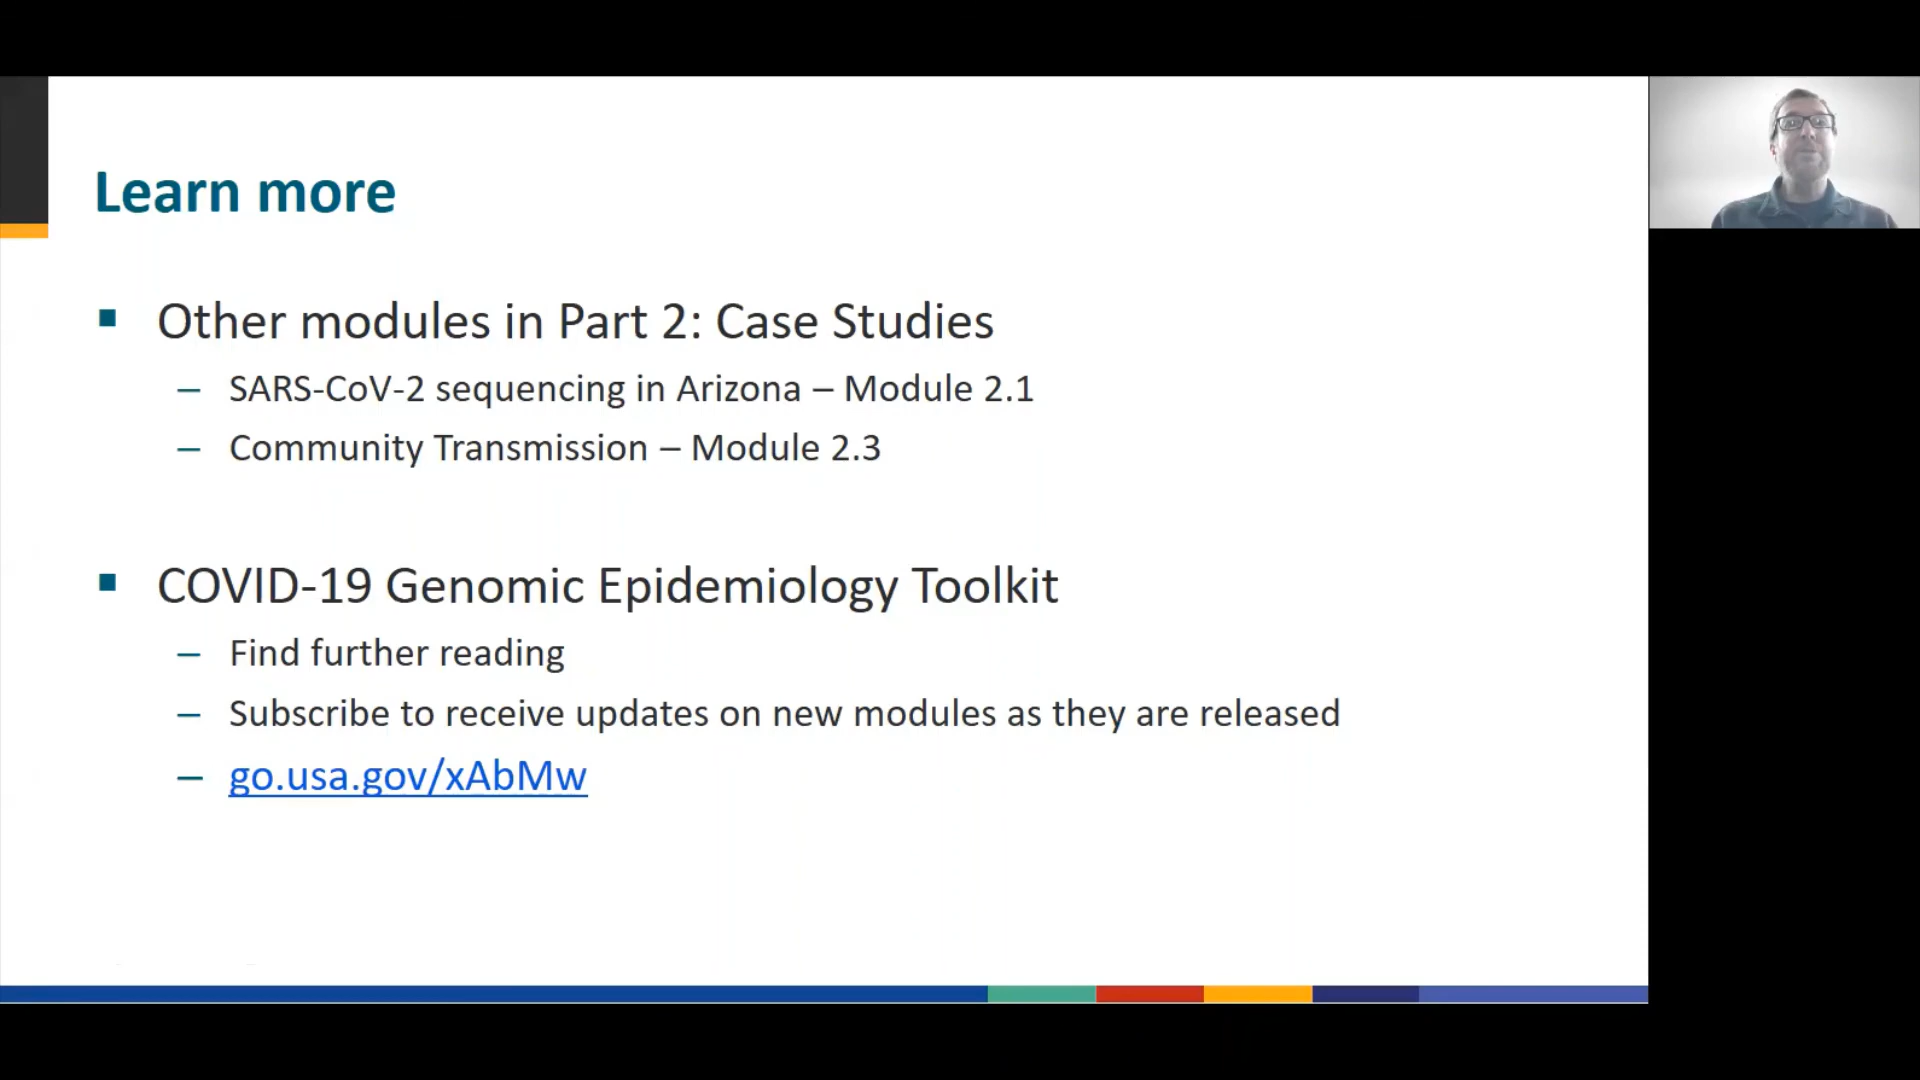 Learn more
▪ Other modules in Part 2: Case Studies
– SARS-CoV-2 sequencing in Arizona – Module 2.1
– Community Transmission – Module 2.3
▪ COVID-19 Genomic Epidemiology Toolkit
– Find further reading
– Subscribe to receive updates on new modules as they are released
– go.usa.gov/xAbMw